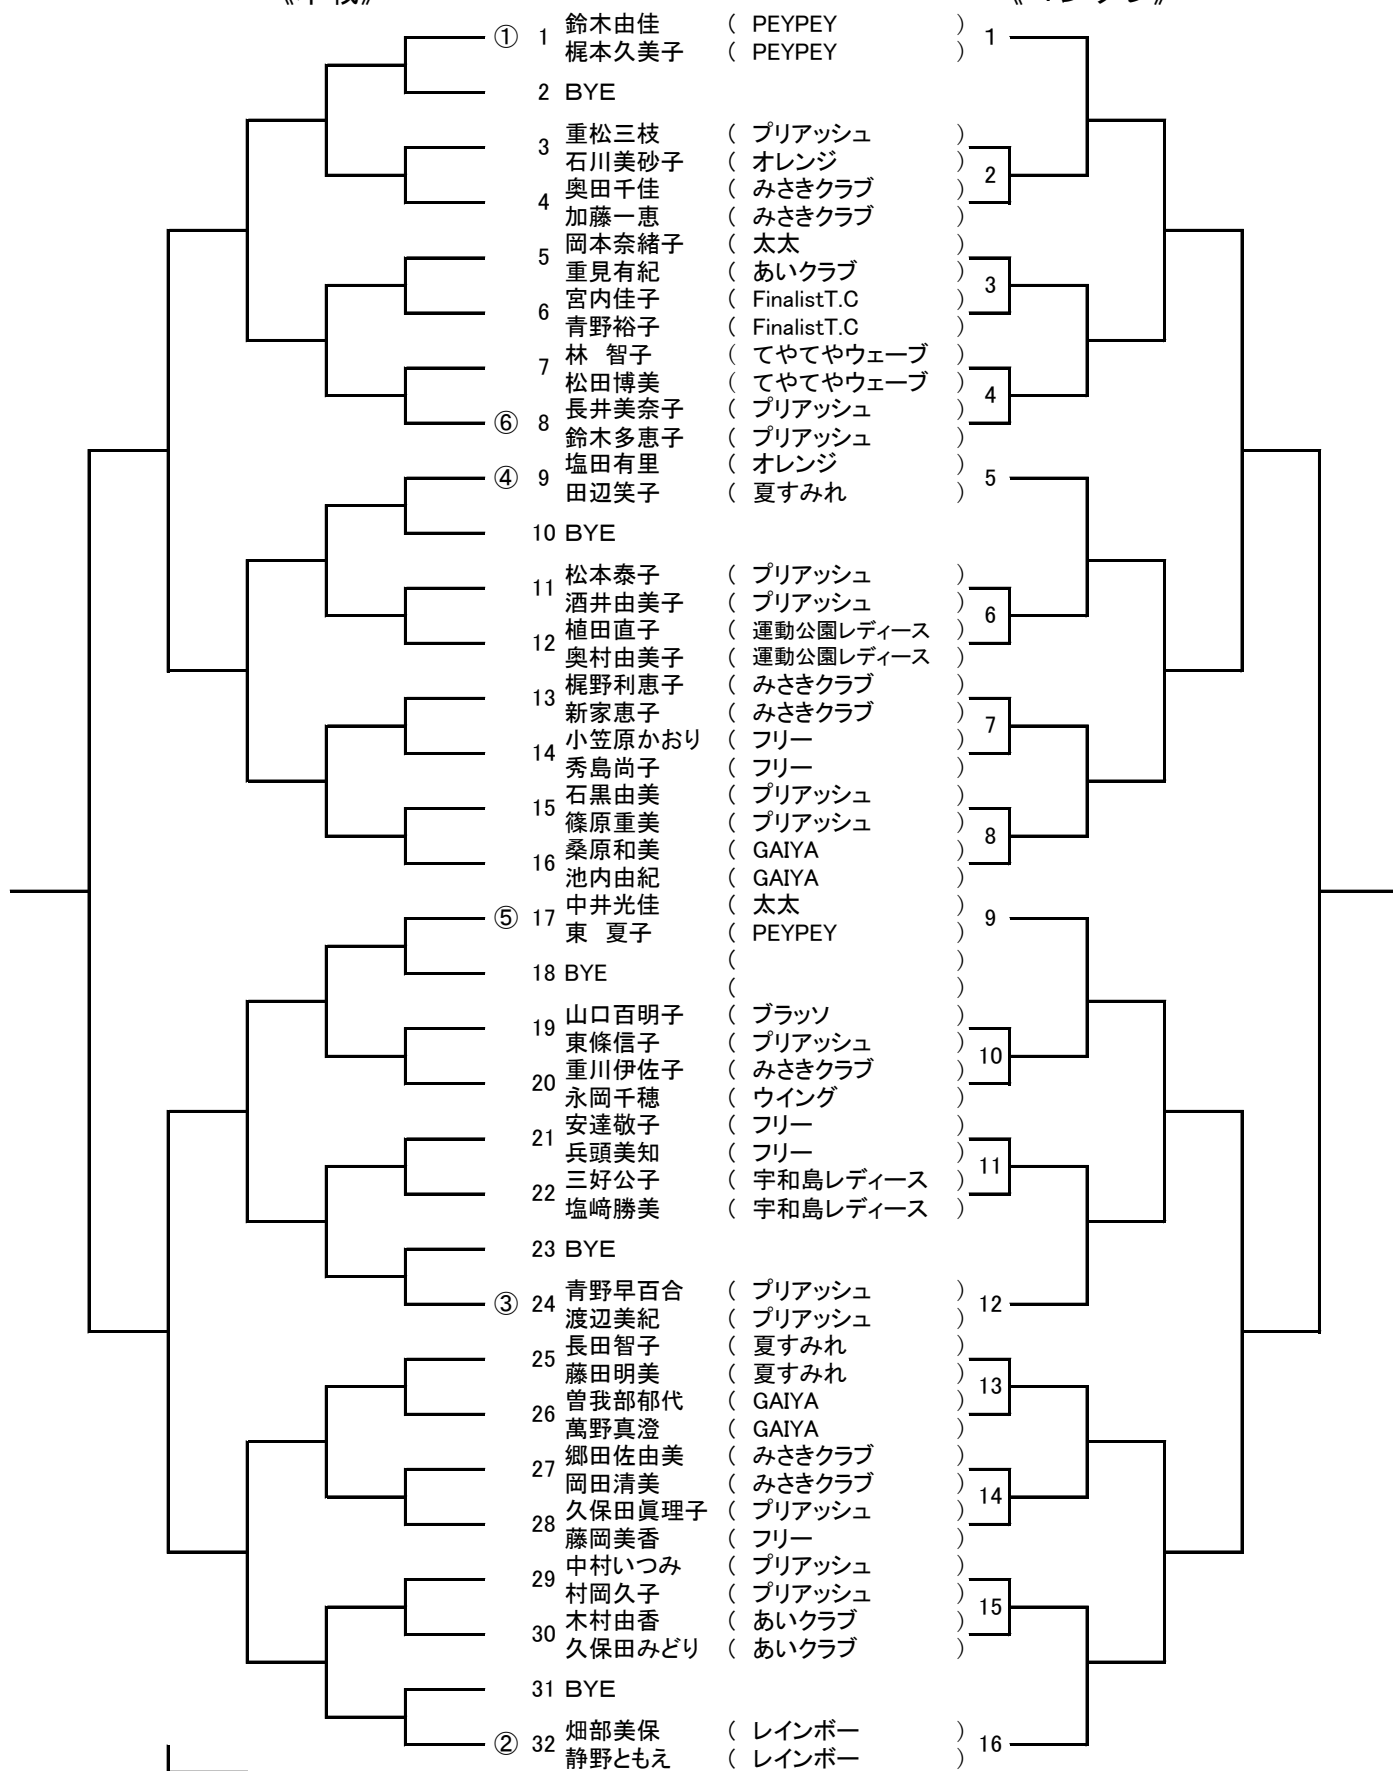 ① 1 鈴木由佳 ( PEYPEY ) 1
梶本久美子 ( PEYPEY )
2 BYE
3 重松三枝 ( プリアッシュ )
石川美砂子 ( オレンジ ) 2
4 奥田千佳 ( みさきクラブ )
加藤一恵 ( みさきクラブ )
5 岡本奈緒子 ( 太太 )
重見有紀 ( あいクラブ ) 3
6 宮内佳子 ( FinalistT.C )
青野裕子 ( FinalistT.C )
7 林 智子 ( てやてやウェーブ )
松田博美 ( てやてやウェーブ ) 4
⑥ 8 長井美奈子 ( プリアッシュ )
鈴木多恵子 ( プリアッシュ )
④ 9 塩田有里 ( オレンジ ) 5
田辺笑子 ( 夏すみれ )
10 BYE
11 松本泰子 ( プリアッシュ )
酒井由美子 ( プリアッシュ ) 6
12 植田直子 ( 運動公園レディース )
奥村由美子 ( 運動公園レディース )
13 梶野利恵子 ( みさきクラブ )
新家恵子 ( みさきクラブ ) 7
14 小笠原かおり ( フリー )
秀島尚子 ( フリー )
15 石黒由美 ( プリアッシュ )
篠原重美 ( プリアッシュ ) 8
16 桑原和美 ( GAIYA )
池内由紀 ( GAIYA )
⑤ 17 中井光佳 ( 太太 ) 9
東 夏子 ( PEYPEY )
18 BYE ( )
( )
19 山口百明子 ( ブラッソ )
東條信子 ( プリアッシュ ) 10
20 重川伊佐子 ( みさきクラブ )
永岡千穂 ( ウイング )
21 安達敬子 ( フリー )
兵頭美知 ( フリー ) 11
22 三好公子 ( 宇和島レディース )
塩﨑勝美 ( 宇和島レディース )
23 BYE
③ 24 青野早百合 ( プリアッシュ ) 12
渡辺美紀 ( プリアッシュ )
25 長田智子 ( 夏すみれ )
藤田明美 ( 夏すみれ ) 13
26 曽我部郁代 ( GAIYA )
萬野真澄 ( GAIYA )
27 郷田佐由美 ( みさきクラブ )
岡田清美 ( みさきクラブ ) 14
28 久保田眞理子 ( プリアッシュ )
藤岡美香 ( フリー )
29 中村いつみ ( プリアッシュ )
村岡久子 ( プリアッシュ ) 15
30 木村由香 ( あいクラブ )
久保田みどり ( あいクラブ )
31 BYE
② 32 畑部美保 ( レインボー ) 16
静野ともえ ( レインボー )